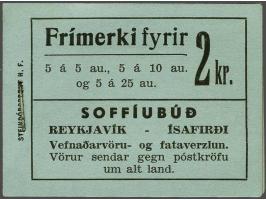 Frímerki fyrir
2 kr.
5 á 5 au., 5 á 10 au.
og 5 á 25 au.
SOFFÍUBÚÐ
REYKJAVÍK - ÍSAFIRÐI
Vefnaðarvöru- og fataverzlun.
Vörur sendar gegn póstkröfu
um alt land.
H. F.